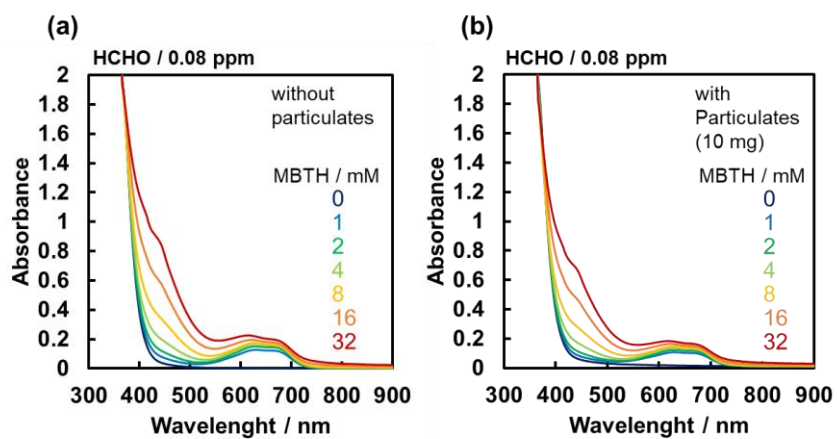 (a)
HCHO / 0.08 ppm
2
1.8
1.6
1.4
1.2
1
0.8
0.6
0.4
0.2
0
Absorbance
without
particulates
MBTH / mM
0
1
2
4
8
16
32
300 400 500 600 700 800 900
Wavelenght / nm
(b)
HCHO / 0.08 ppm
2
1.8
1.6
1.4
1.2
1
0.8
0.6
0.4
0.2
0
Absorbance
with
Particulates
(10 mg)
MBTH / mM
0
1
2
4
8
16
32
300 400 500 600 700 800 900
Wavelenght / nm